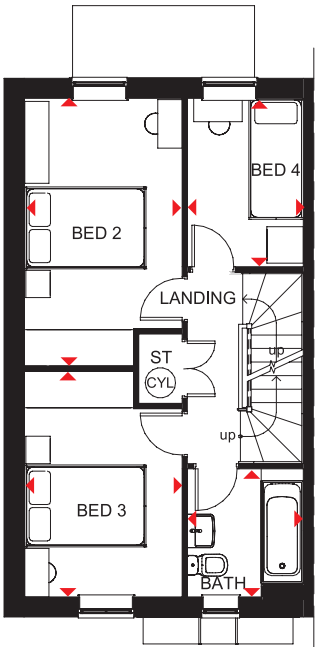 BED 4
BED 2
LANDING
up
ST
CYL
up
BED 3
BATH